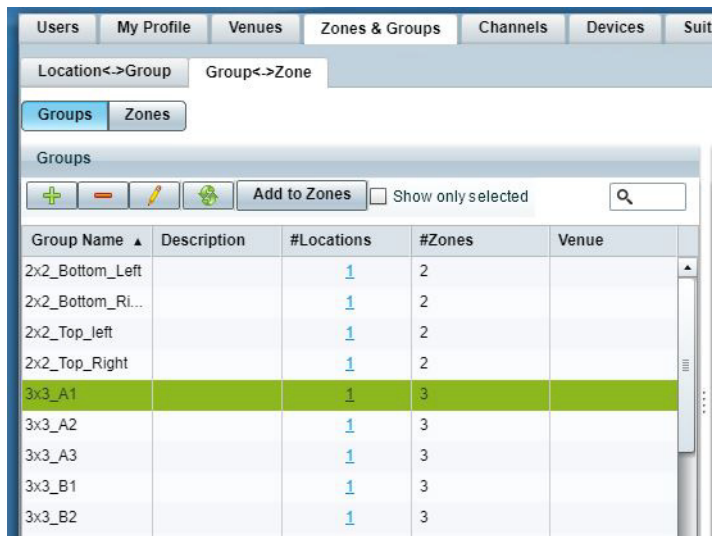 Users My Profile Venues Zones & Groups Channels Devices Suit
Location<->Group Group<->Zone
Groups Zones
Groups
Add to Zones Show only selected
Group Name Description #Locations #Zones Venue
2x2_Bottom_Left 1 2
2x2_Bottom_Ri... 1 2
2x2_Top_left 1 2
2x2_Top_Right 1 2
3x3_A1 1 3
3x3_A2 1 3
3x3_A3 1 3
3x3_B1 1 3
3x3_B2 1 3